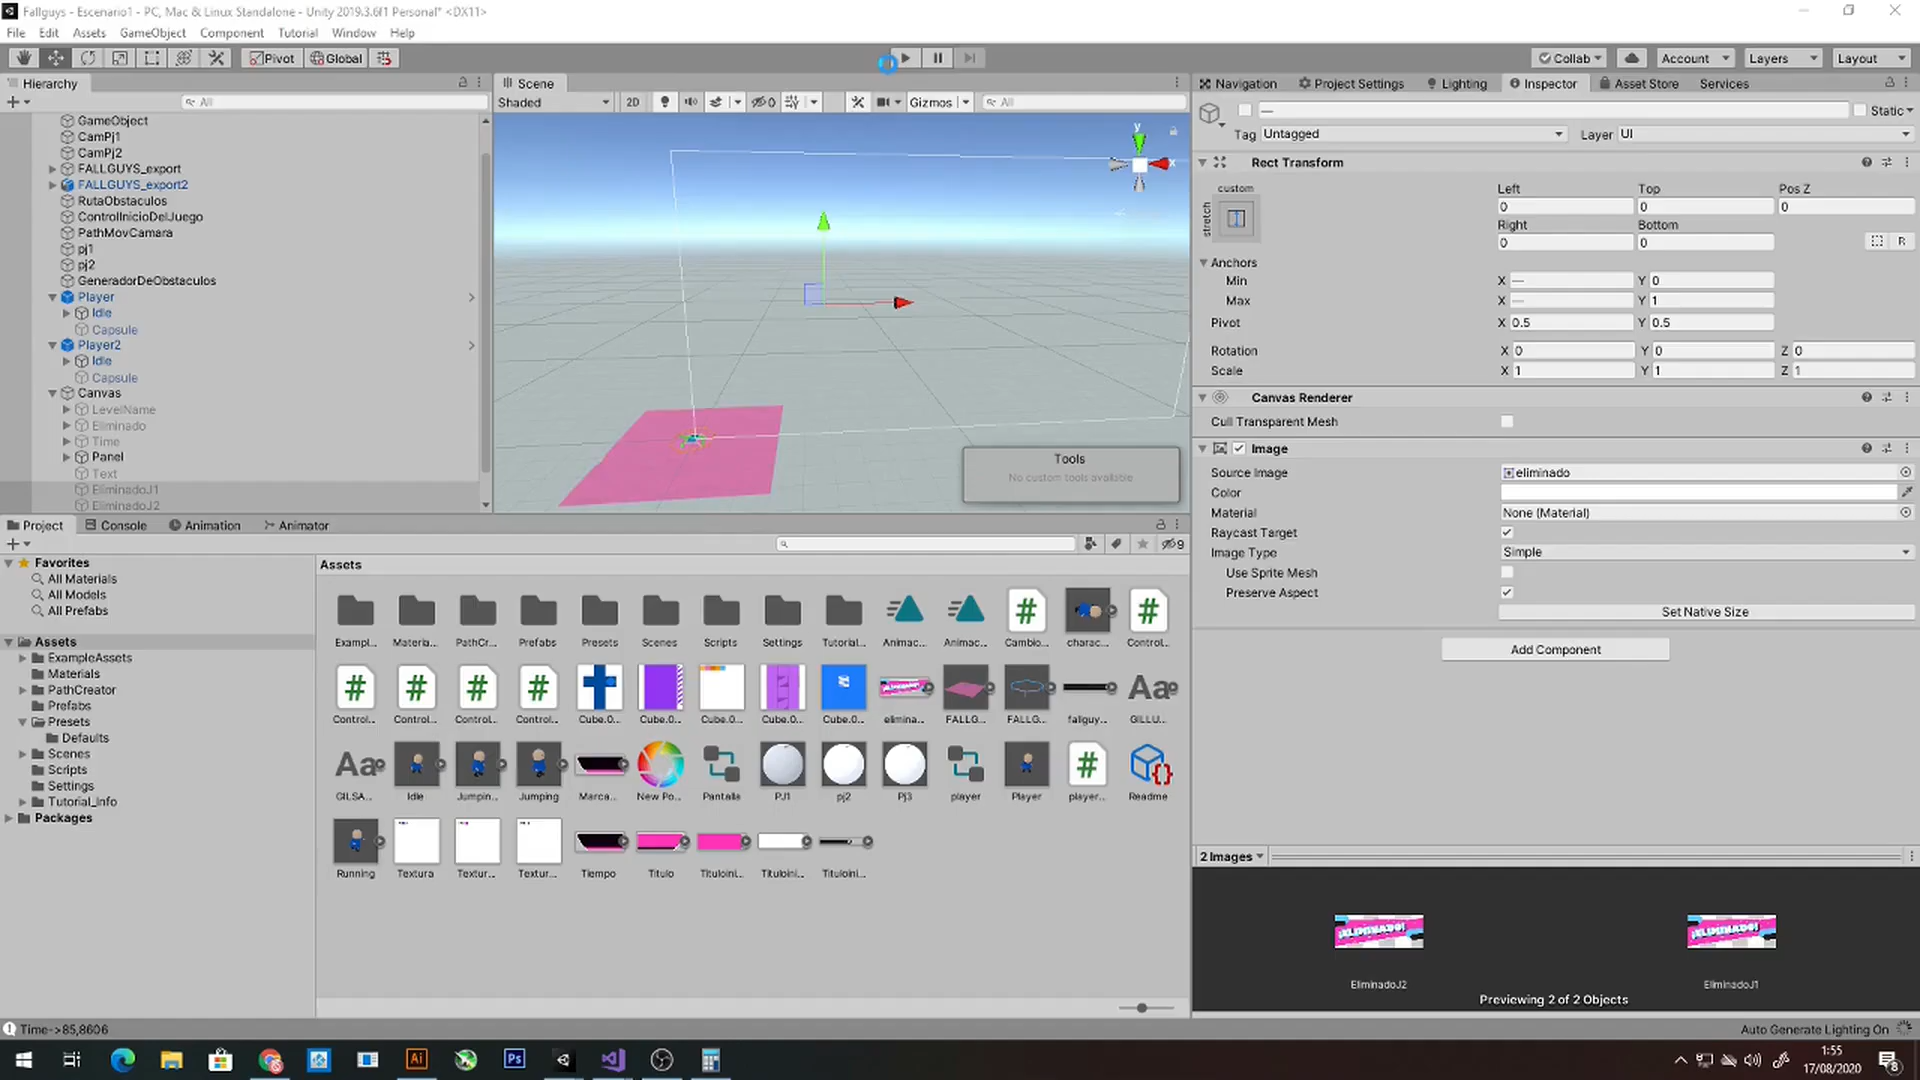 Fallguys - Escenario1 - PC, Mac & Linux Standalone - Unity 2019.3.6f1 Personal* <DX11>
File Edit Assets GameObject Component Tutorial Window Help
Pivot Global Collab Account Layers Layout
Hierarchy
All
GameObject
CamPj1
CamPj2
FALLGUYS_export
FALLGUYS_export2
RutaObstaculos
ControlInicioDelJuego
PathMovCamara
pj1
pj2
GeneradorDeObstaculos
Player
Idle
Capsule
Player2
Idle
Capsule
Canvas
LevelName
Eliminado
Time
Panel
Text
EliminadoJ1
EliminadoJ2
Scene
Shaded 2D 0 Gizmos All
y
x
Tools
No custom tools available
Navigation Project Settings Lighting Inspector Asset Store Services
— Static
Tag Untagged Layer UI
Rect Transform
custom
stretch
Left Top Pos Z
0 0 0
Right Bottom
0 0
R
Anchors
Min X — Y 0
Max X — Y 1
Pivot X 0.5 Y 0.5
Rotation X 0 Y 0 Z 0
Scale X 1 Y 1 Z 1
Canvas Renderer
Cull Transparent Mesh
Image
Source Image eliminado
Color
Material None (Material)
Raycast Target
Image Type Simple
Use Sprite Mesh
Preserve Aspect
Set Native Size
Add Component
2 Images
¡ELIMINADO! ¡ELIMINADO!
EliminadoJ2 EliminadoJ1
Previewing 2 of 2 Objects
Project Console Animation Animator
9
Favorites
All Materials
All Models
All Prefabs
Assets
ExampleAssets
Materials
PathCreator
Prefabs
Presets
Defaults
Scenes
Scripts
Settings
Tutorial_Info
Packages
Assets
Exampl... Materia... PathCr... Prefabs Presets Scenes Scripts Settings Tutorial... Animac... Animac... Cambio... charac... Control...
Control... Control... Control... Control... Cube.0... Cube.0... Cube.0... Cube.0... Cube.0... elimina... FALLG... FALLG... fallguy... GILLU...
GILSA... Idle Jumpin... Jumping Marca... New Po... Pantalla PJ1 pj2 Pj3 player Player player... Readme
Running Textura Textur... Textur... Tiempo Titulo Tituloini... Tituloini... Tituloini...
Time->85,8606
Auto Generate Lighting On
Ai Ps
1:55
17/08/2020
8